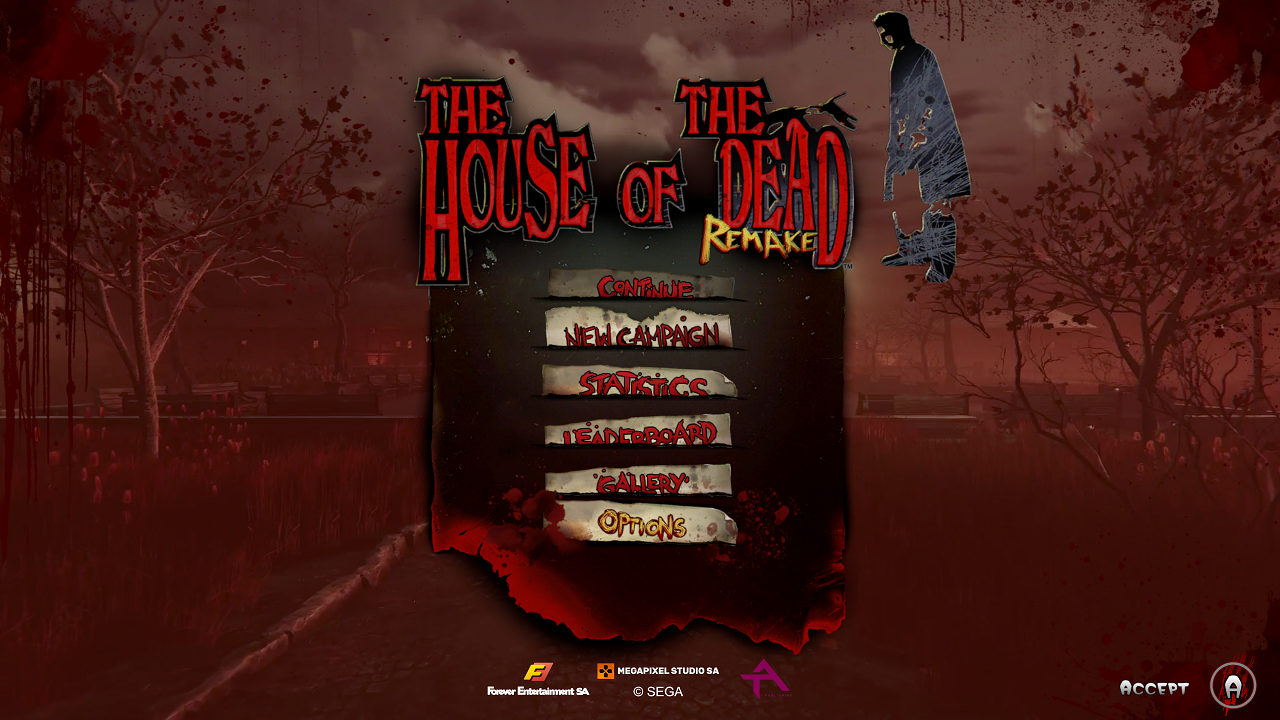 THE HOUSE OF THE DEAD
REMAKE
TM
CONTINUE
NEW CAMPAIGN
STATISTICS
LEADERBOARD
GALLERY
OPTIONS
Forever Entertainment SA
MEGAPIXEL STUDIO SA
© SEGA
ACCEPT
A